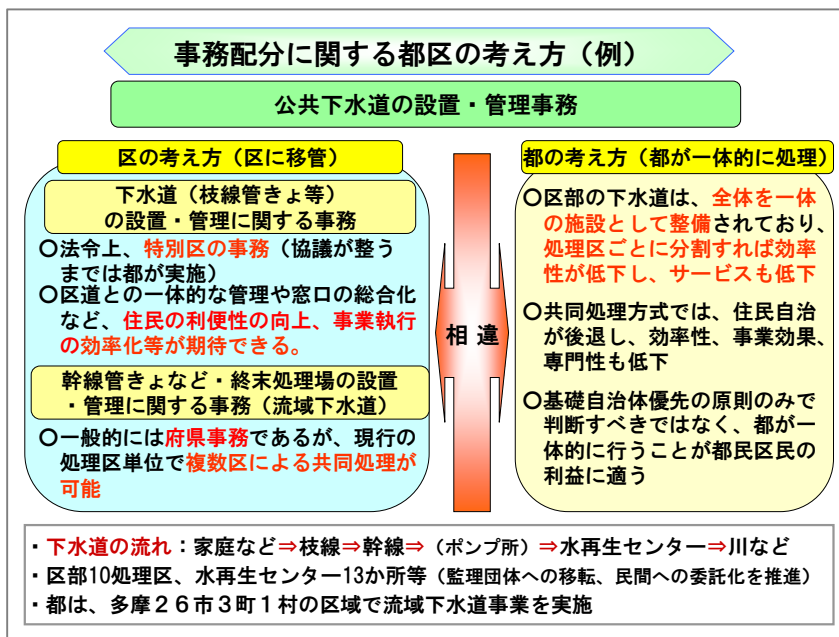 事務配分に関する都区の考え方（例）
公共下水道の設置・管理事務
区の考え方（区に移管）
下水道（枝線管きょ等）
の設置・管理に関する事務
○法令上、特別区の事務（協議が整う
までは都が実施）
○区道との一体的な管理や窓口の総合化
など、住民の利便性の向上、事業執行
の効率化等が期待できる。
幹線管きょなど・終末処理場の設置
・管理に関する事務（流域下水道）
○一般的には府県事務であるが、現行の
処理区単位で複数区による共同処理が
可能
相違
都の考え方（都が一体的に処理）
○区部の下水道は、全体を一体
の施設として整備されており、
処理区ごとに分割すれば効率
性が低下し、サービスも低下
○共同処理方式では、住民自治
が後退し、効率性、事業効果、
専門性も低下
○基礎自治体優先の原則のみで
判断すべきではなく、都が一
体的に行うことが都民区民の
利益に適う
・下水道の流れ：家庭など⇒枝線⇒幹線⇒（ポンプ所）⇒水再生センター⇒川など
・区部10処理区、水再生センター13か所等（監理団体への移転、民間への委託化を推進）
・都は、多摩２６市３町１村の区域で流域下水道事業を実施